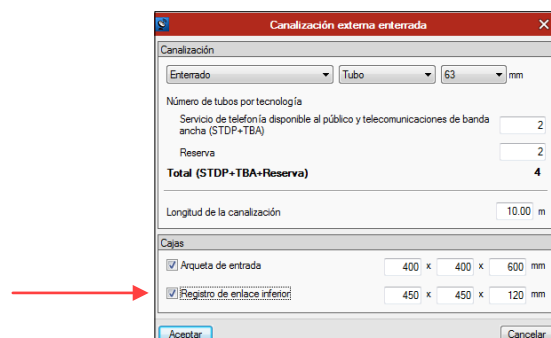 Canalización externa enterrada
Canalización
Enterrado Tubo 63 mm
Número de tubos por tecnología
Servicio de telefonía disponible al público y telecomunicaciones de banda
ancha (STDP+TBA) 2
Reserva 2
Total (STDP+TBA+Reserva) 4
Longitud de la canalización 10.00 m
Cajas
Arqueta de entrada 400 x 400 x 600 mm
Registro de enlace inferior 450 x 450 x 120 mm
Aceptar Cancelar